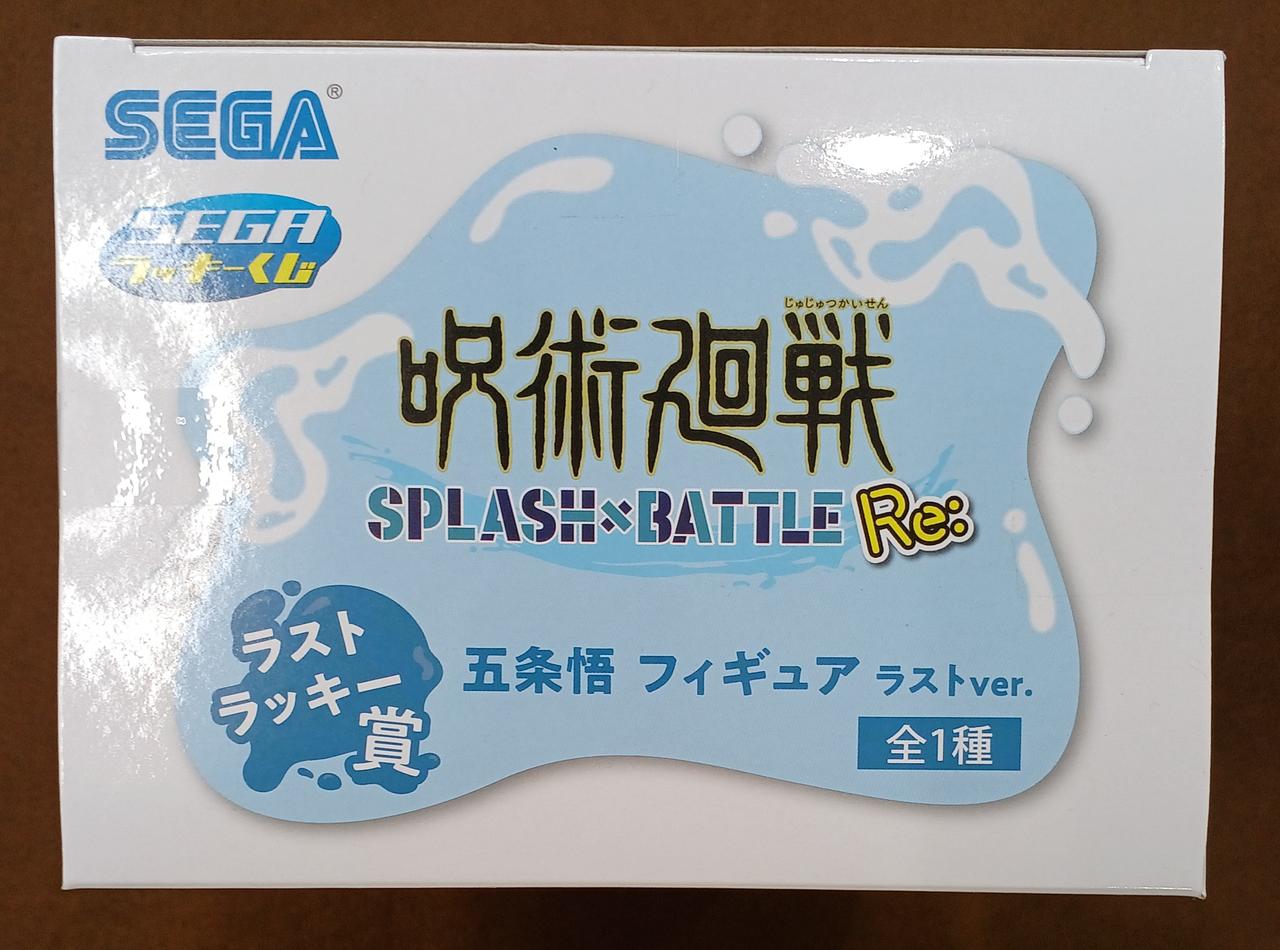 SEGA®
SEGA
ラッキーくじ
じゅじゅつかいせん
呪術廻戦
SPLASH×BATTLE Re:
ラスト
ラッキー
賞
五条悟 フィギュア ラストver.
全1種